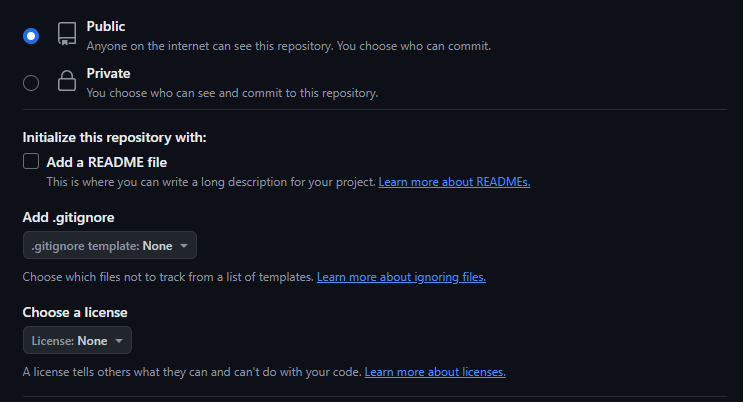 Public
Anyone on the internet can see this repository. You choose who can commit.
Private
You choose who can see and commit to this repository.
Initialize this repository with:
Add a README file
This is where you can write a long description for your project. Learn more about READMEs.
Add .gitignore
.gitignore template: None
Choose which files not to track from a list of templates. Learn more about ignoring files.
Choose a license
License: None
A license tells others what they can and can't do with your code. Learn more about licenses.